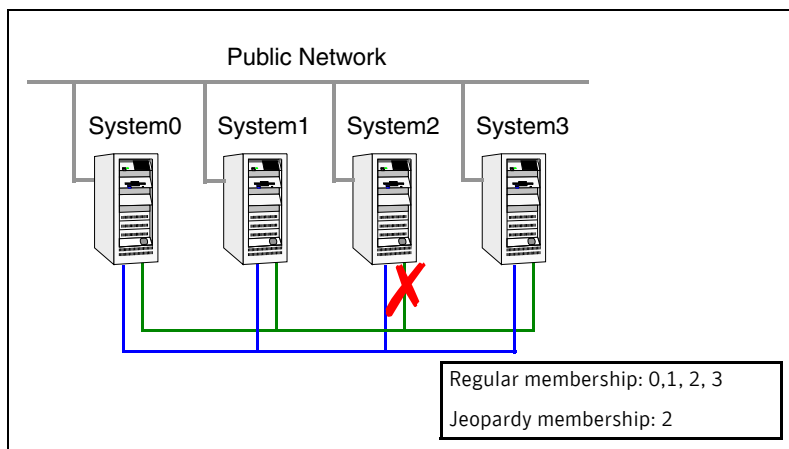 Public Network
System0
System1
System2
System3
Regular membership: 0,1, 2, 3
Jeopardy membership: 2